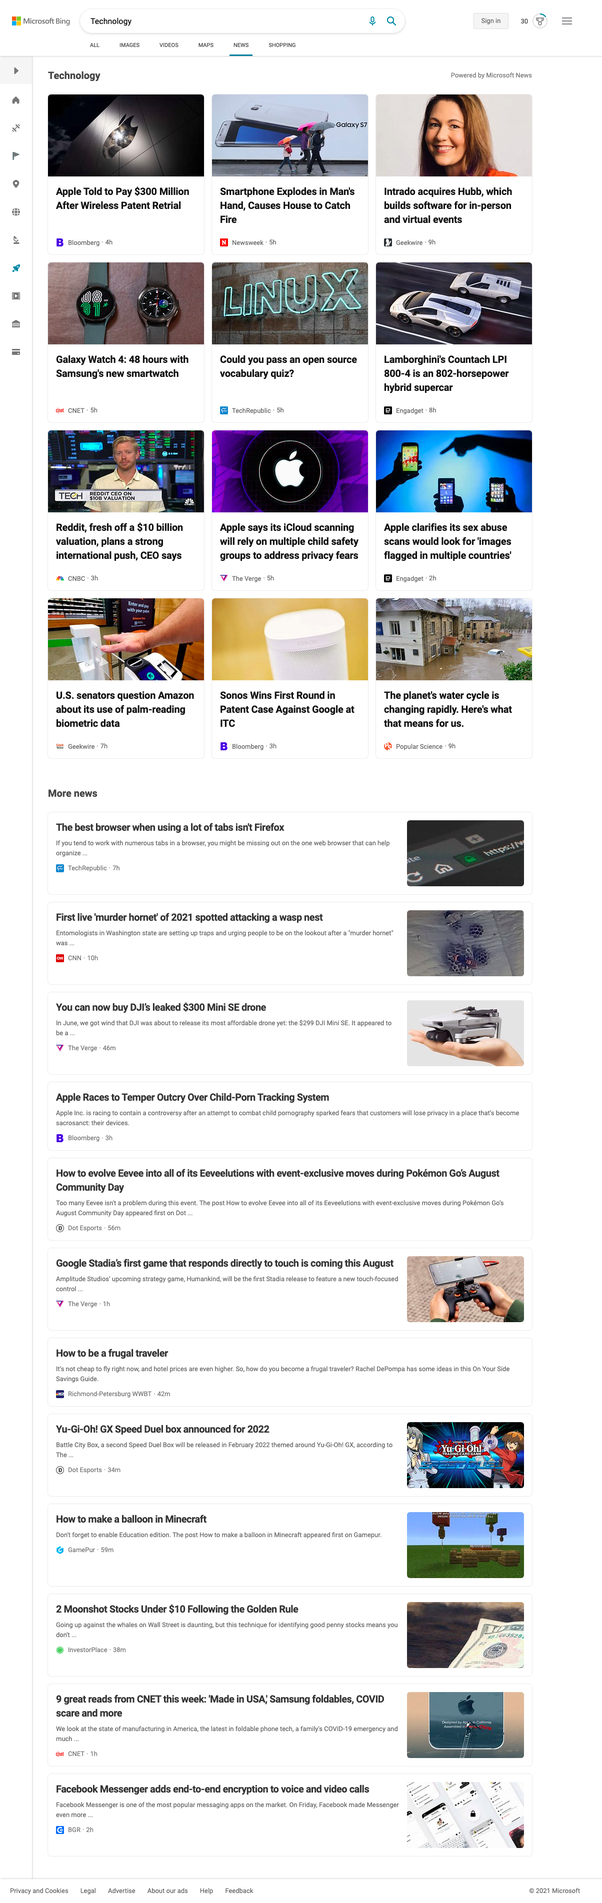 Microsoft Bing
Technology
Sign in
30
ALL IMAGES VIDEOS MAPS NEWS SHOPPING
Technology
Powered by Microsoft News
Galaxy S7
Apple Told to Pay $300 Million
After Wireless Patent Retrial
Bloomberg · 4h
Smartphone Explodes in Man's
Hand, Causes House to Catch
Fire
Newsweek · 5h
Intrado acquires Hubb, which
builds software for in-person
and virtual events
Geekwire · 9h
LINUX
Galaxy Watch 4: 48 hours with
Samsung's new smartwatch
CNET · 5h
Could you pass an open source
vocabulary quiz?
TechRepublic · 5h
Lamborghini's Countach LPI
800-4 is an 802-horsepower
hybrid supercar
Engadget · 8h
TECH
REDDIT CEO ON
$10B VALUATION
Reddit, fresh off a $10 billion
valuation, plans a strong
international push, CEO says
CNBC · 3h
Apple says its iCloud scanning
will rely on multiple child safety
groups to address privacy fears
The Verge · 5h
Apple clarifies its sex abuse
scans would look for 'images
flagged in multiple countries'
Engadget · 2h
Enter and pay
with your palm.
U.S. senators question Amazon
about its use of palm-reading
biometric data
Geekwire · 7h
Sonos Wins First Round in
Patent Case Against Google at
ITC
Bloomberg · 3h
The planet's water cycle is
changing rapidly. Here's what
that means for us.
Popular Science · 9h
More news
The best browser when using a lot of tabs isn't Firefox
If you tend to work with numerous tabs in a browser, you might be missing out on the one web browser that can help
organize ...
TechRepublic · 7h
First live 'murder hornet' of 2021 spotted attacking a wasp nest
Entomologists in Washington state are setting up traps and urging people to be on the lookout after a "murder hornet"
was ...
CNN · 10h
You can now buy DJI's leaked $300 Mini SE drone
In June, we got wind that DJI was about to release its most affordable drone yet: the $299 DJI Mini SE. It appeared to
be a ...
The Verge · 46m
Apple Races to Temper Outcry Over Child-Porn Tracking System
Apple Inc. is racing to contain a controversy after an attempt to combat child pornography sparked fears that customers will lose privacy in a place that's become
sacrosanct: their devices.
Bloomberg · 3h
How to evolve Eevee into all of its Eeveelutions with event-exclusive moves during Pokémon Go's August
Community Day
Too many Eevee isn't a problem during this event. The post How to evolve Eevee into all of its Eeveelutions with event-exclusive moves during Pokémon Go's
August Community Day appeared first on Dot ...
Dot Esports · 56m
Google Stadia's first game that responds directly to touch is coming this August
Amplitude Studios' upcoming strategy game, Humankind, will be the first Stadia release to feature a new touch-focused
control ...
The Verge · 1h
How to be a frugal traveler
It's not cheap to fly right now, and hotel prices are even higher. So, how do you become a frugal traveler? Rachel DePompa has some ideas in this On Your Side
Savings Guide.
Richmond-Petersburg WWBT · 42m
Yu-Gi-Oh! GX Speed Duel box announced for 2022
Battle City Box, a second Speed Duel Box will be released in February 2022 themed around Yu-Gi-Oh! GX, according to
The ...
Dot Esports · 34m
Yu-Gi-Oh!
How to make a balloon in Minecraft
Don't forget to enable Education edition. The post How to make a balloon in Minecraft appeared first on Gamepur.
GamePur · 59m
2 Moonshot Stocks Under $10 Following the Golden Rule
Going up against the whales on Wall Street is daunting, but this technique for identifying good penny stocks means you
don't ...
InvestorPlace · 38m
9 great reads from CNET this week: 'Made in USA,' Samsung foldables, COVID
scare and more
We look at the state of manufacturing in America, the latest in foldable phone tech, a family's COVID-19 emergency and
much ...
CNET · 1h
Facebook Messenger adds end-to-end encryption to voice and video calls
Facebook Messenger is one of the most popular messaging apps on the market. On Friday, Facebook made Messenger
even more ...
BGR · 2h
Privacy and Cookies Legal Advertise About our ads Help Feedback
© 2021 Microsoft